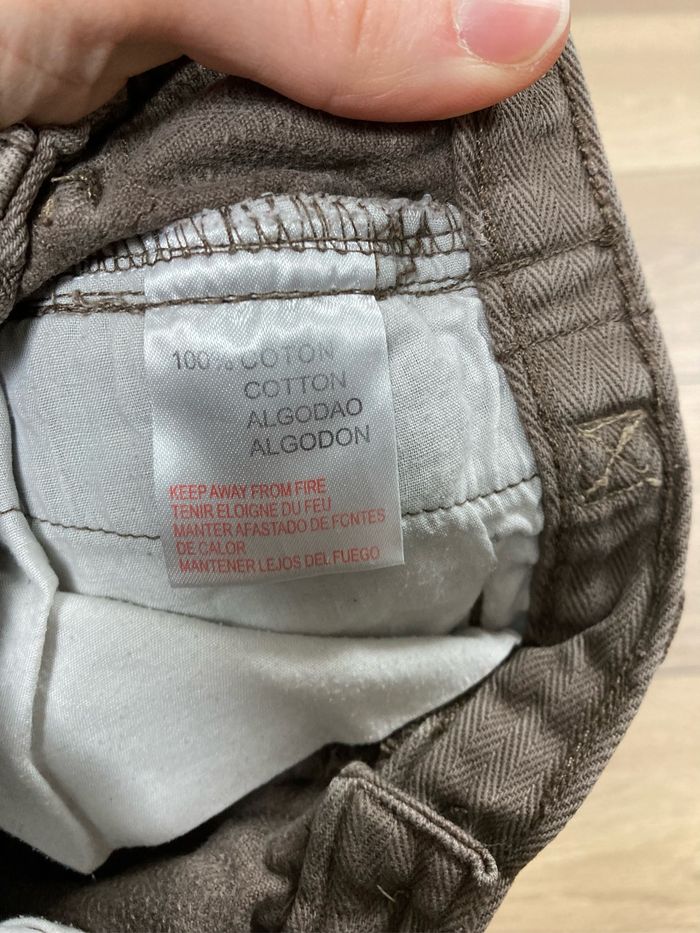 100% COTON
COTTON
ALGODAO
ALGODON
KEEP AWAY FROM FIRE
TENIR ELOIGNE DU FEU
MANTER AFASTADO DE FONTES
DE CALOR
MANTENER LEJOS DEL FUEGO